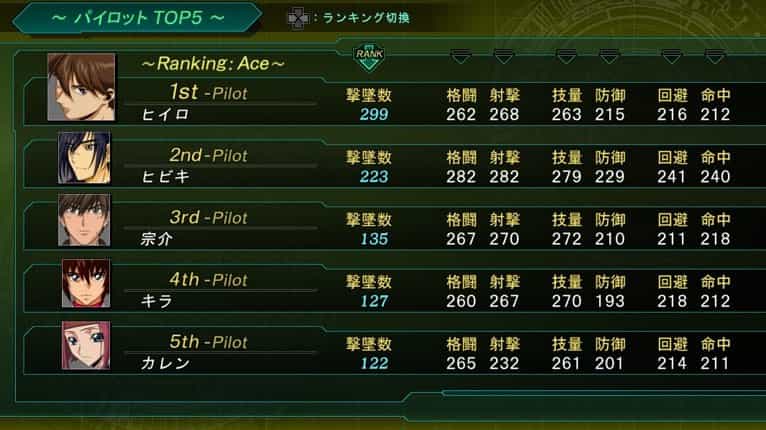 ～ パイロット TOP5 ～
：ランキング切換
～Ranking: Ace～
RANK
1st -Pilot
ヒイロ
撃墜数 格闘 射撃 技量 防御 回避 命中
299 262 268 263 215 216 212
2nd -Pilot
ヒビキ
撃墜数 格闘 射撃 技量 防御 回避 命中
223 282 282 279 229 241 240
3rd -Pilot
宗介
撃墜数 格闘 射撃 技量 防御 回避 命中
135 267 270 272 210 211 218
4th -Pilot
キラ
撃墜数 格闘 射撃 技量 防御 回避 命中
127 260 267 270 193 218 212
5th -Pilot
カレン
撃墜数 格闘 射撃 技量 防御 回避 命中
122 265 232 261 201 214 211